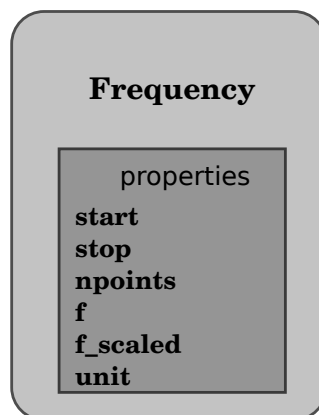 Frequency
properties
start
stop
npoints
f
f_scaled
unit